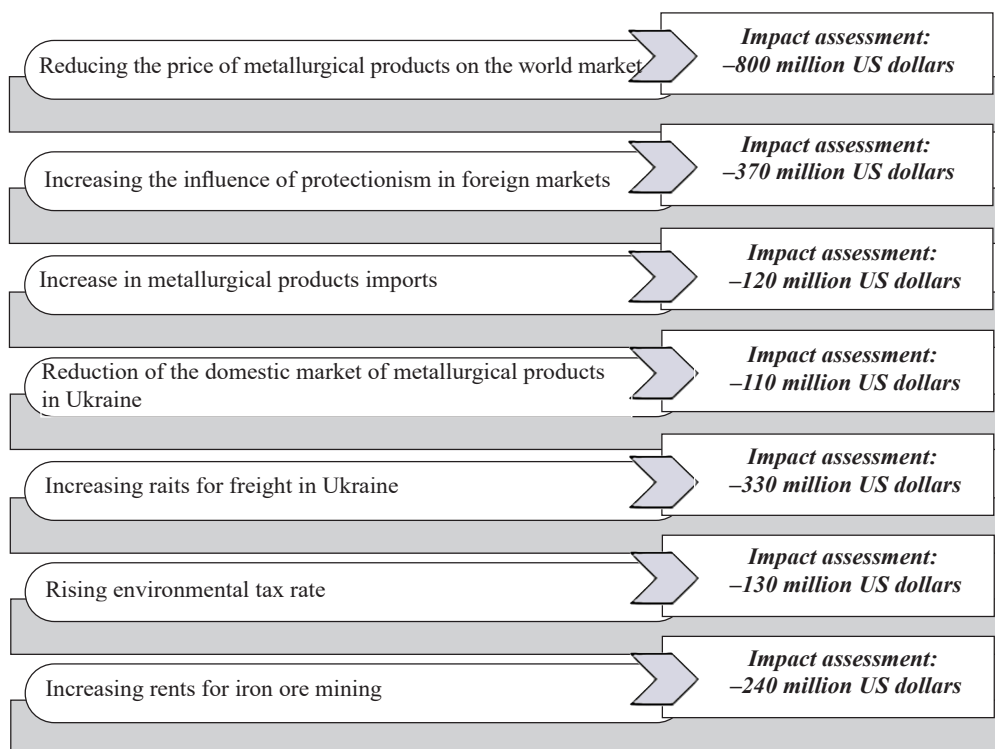 Reducing the price of metallurgical products on the world market
Impact assessment:
–800 million US dollars
Increasing the influence of protectionism in foreign markets
Impact assessment:
–370 million US dollars
Increase in metallurgical products imports
Impact assessment:
–120 million US dollars
Reduction of the domestic market of metallurgical products
in Ukraine
Impact assessment:
–110 million US dollars
Increasing raits for freight in Ukraine
Impact assessment:
–330 million US dollars
Rising environmental tax rate
Impact assessment:
–130 million US dollars
Increasing rents for iron ore mining
Impact assessment:
–240 million US dollars